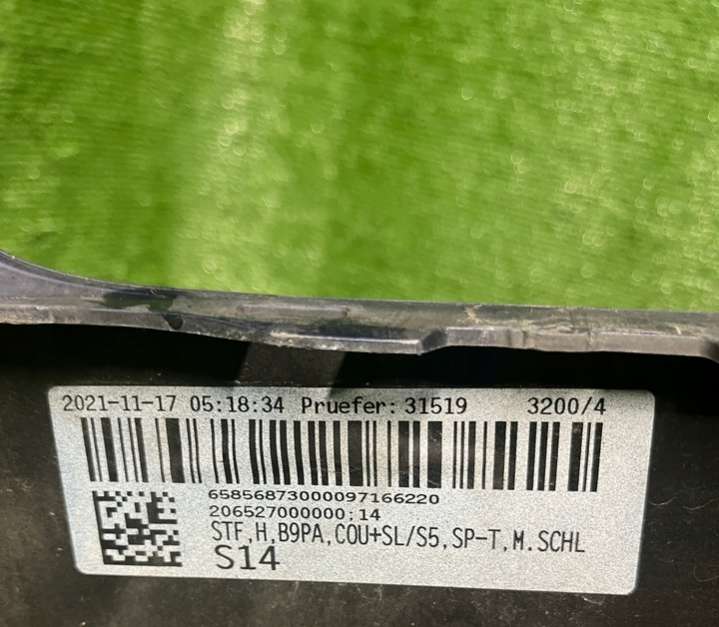 2021-11-17 05:18:34 Pruefer: 31519 3200/4
65856873000097166220
206527000000;14
STF,H,B9PA,COU+SL/S5,SP-T,M.SCHL
S14